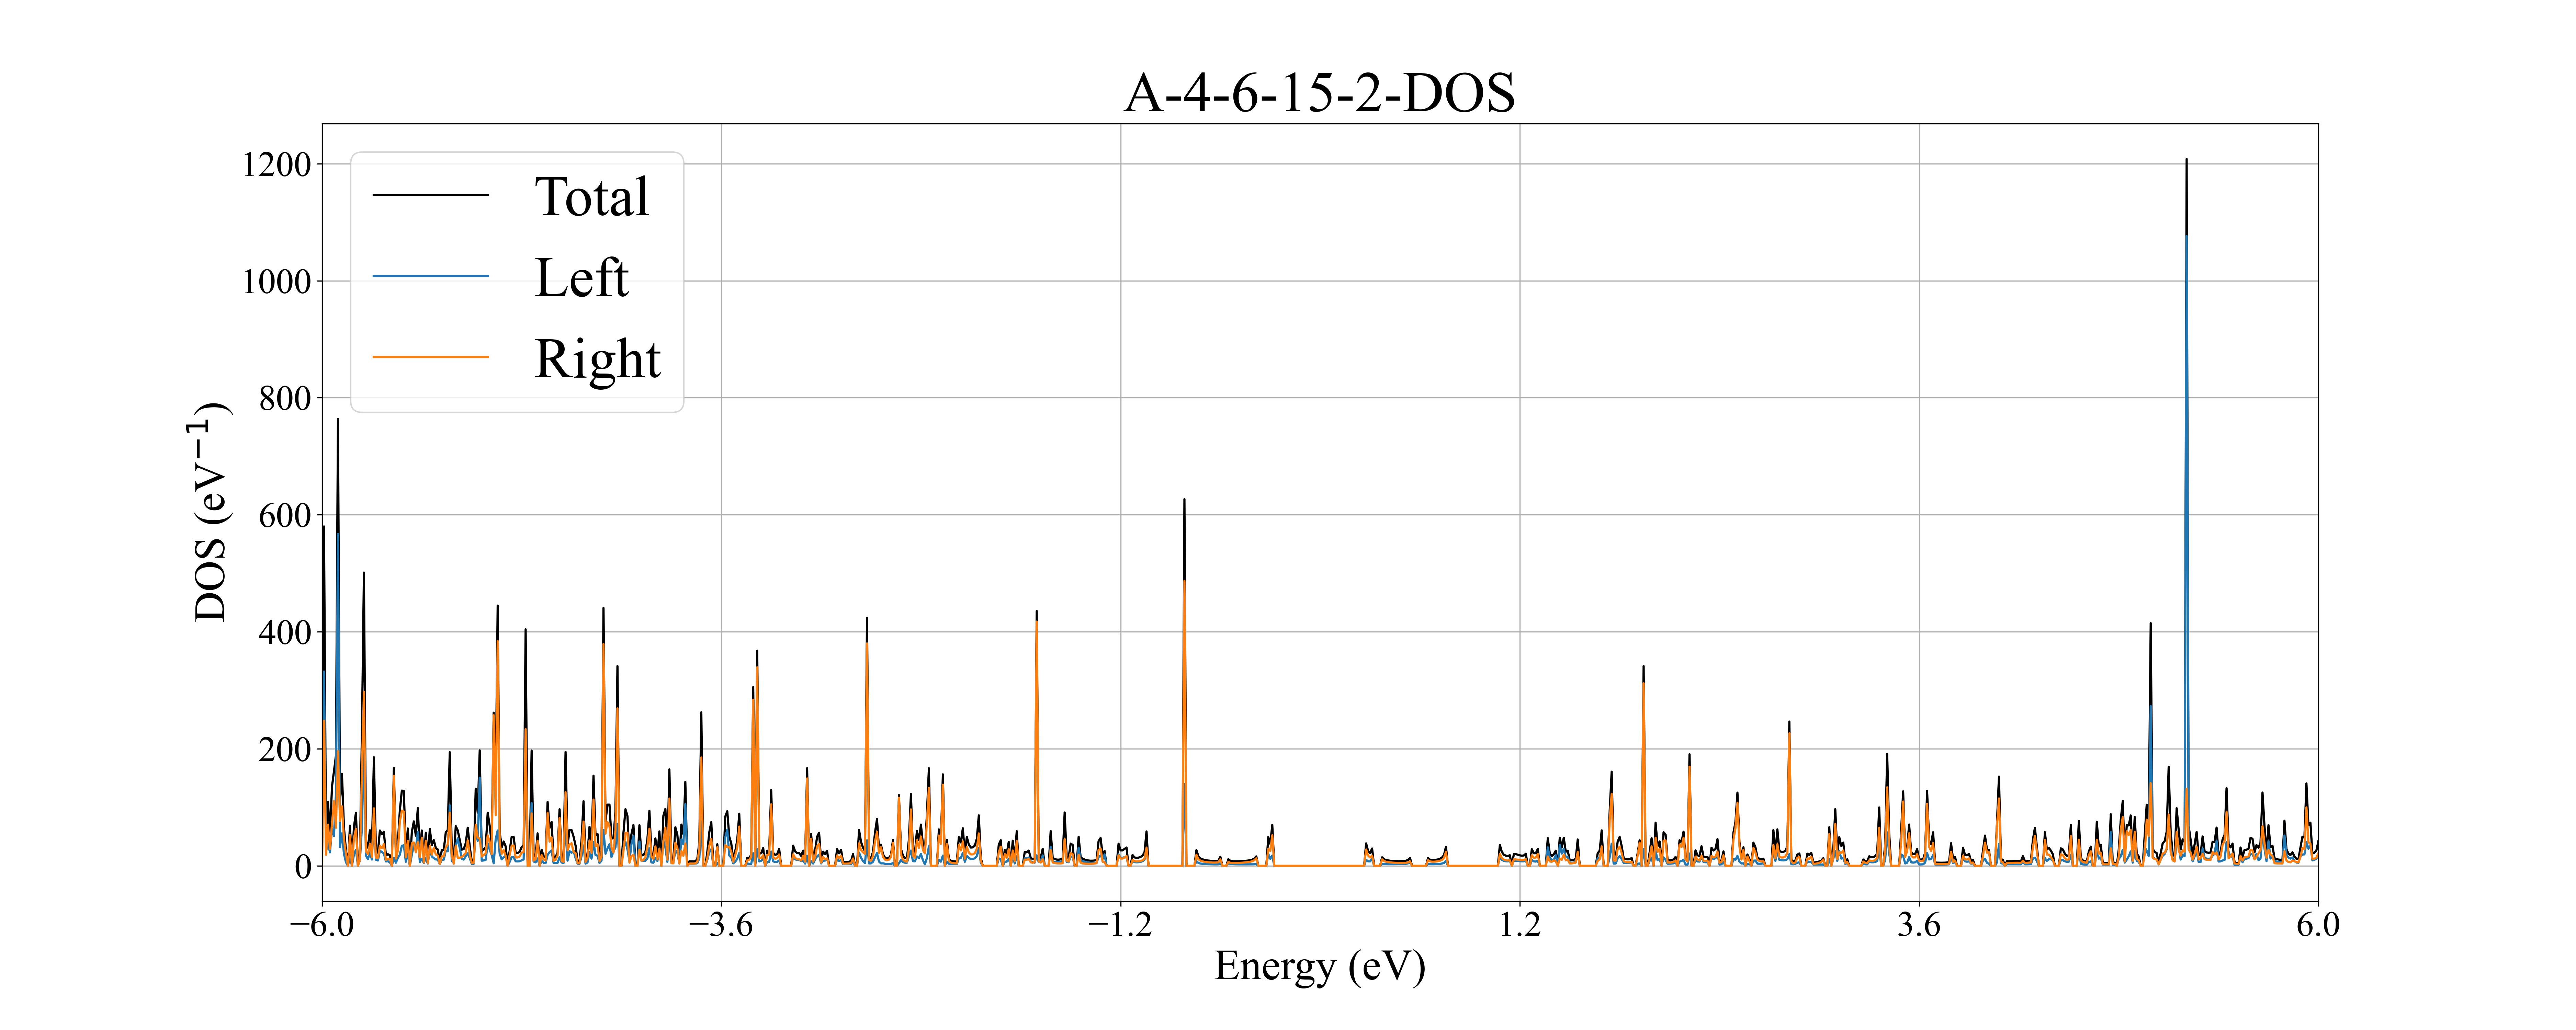 A-4-6-15-2-DOS
Total
Left
Right
1200
1000
800
600
400
200
0
DOS (eV⁻¹)
−6.0 −3.6 −1.2 1.2 3.6 6.0
Energy (eV)